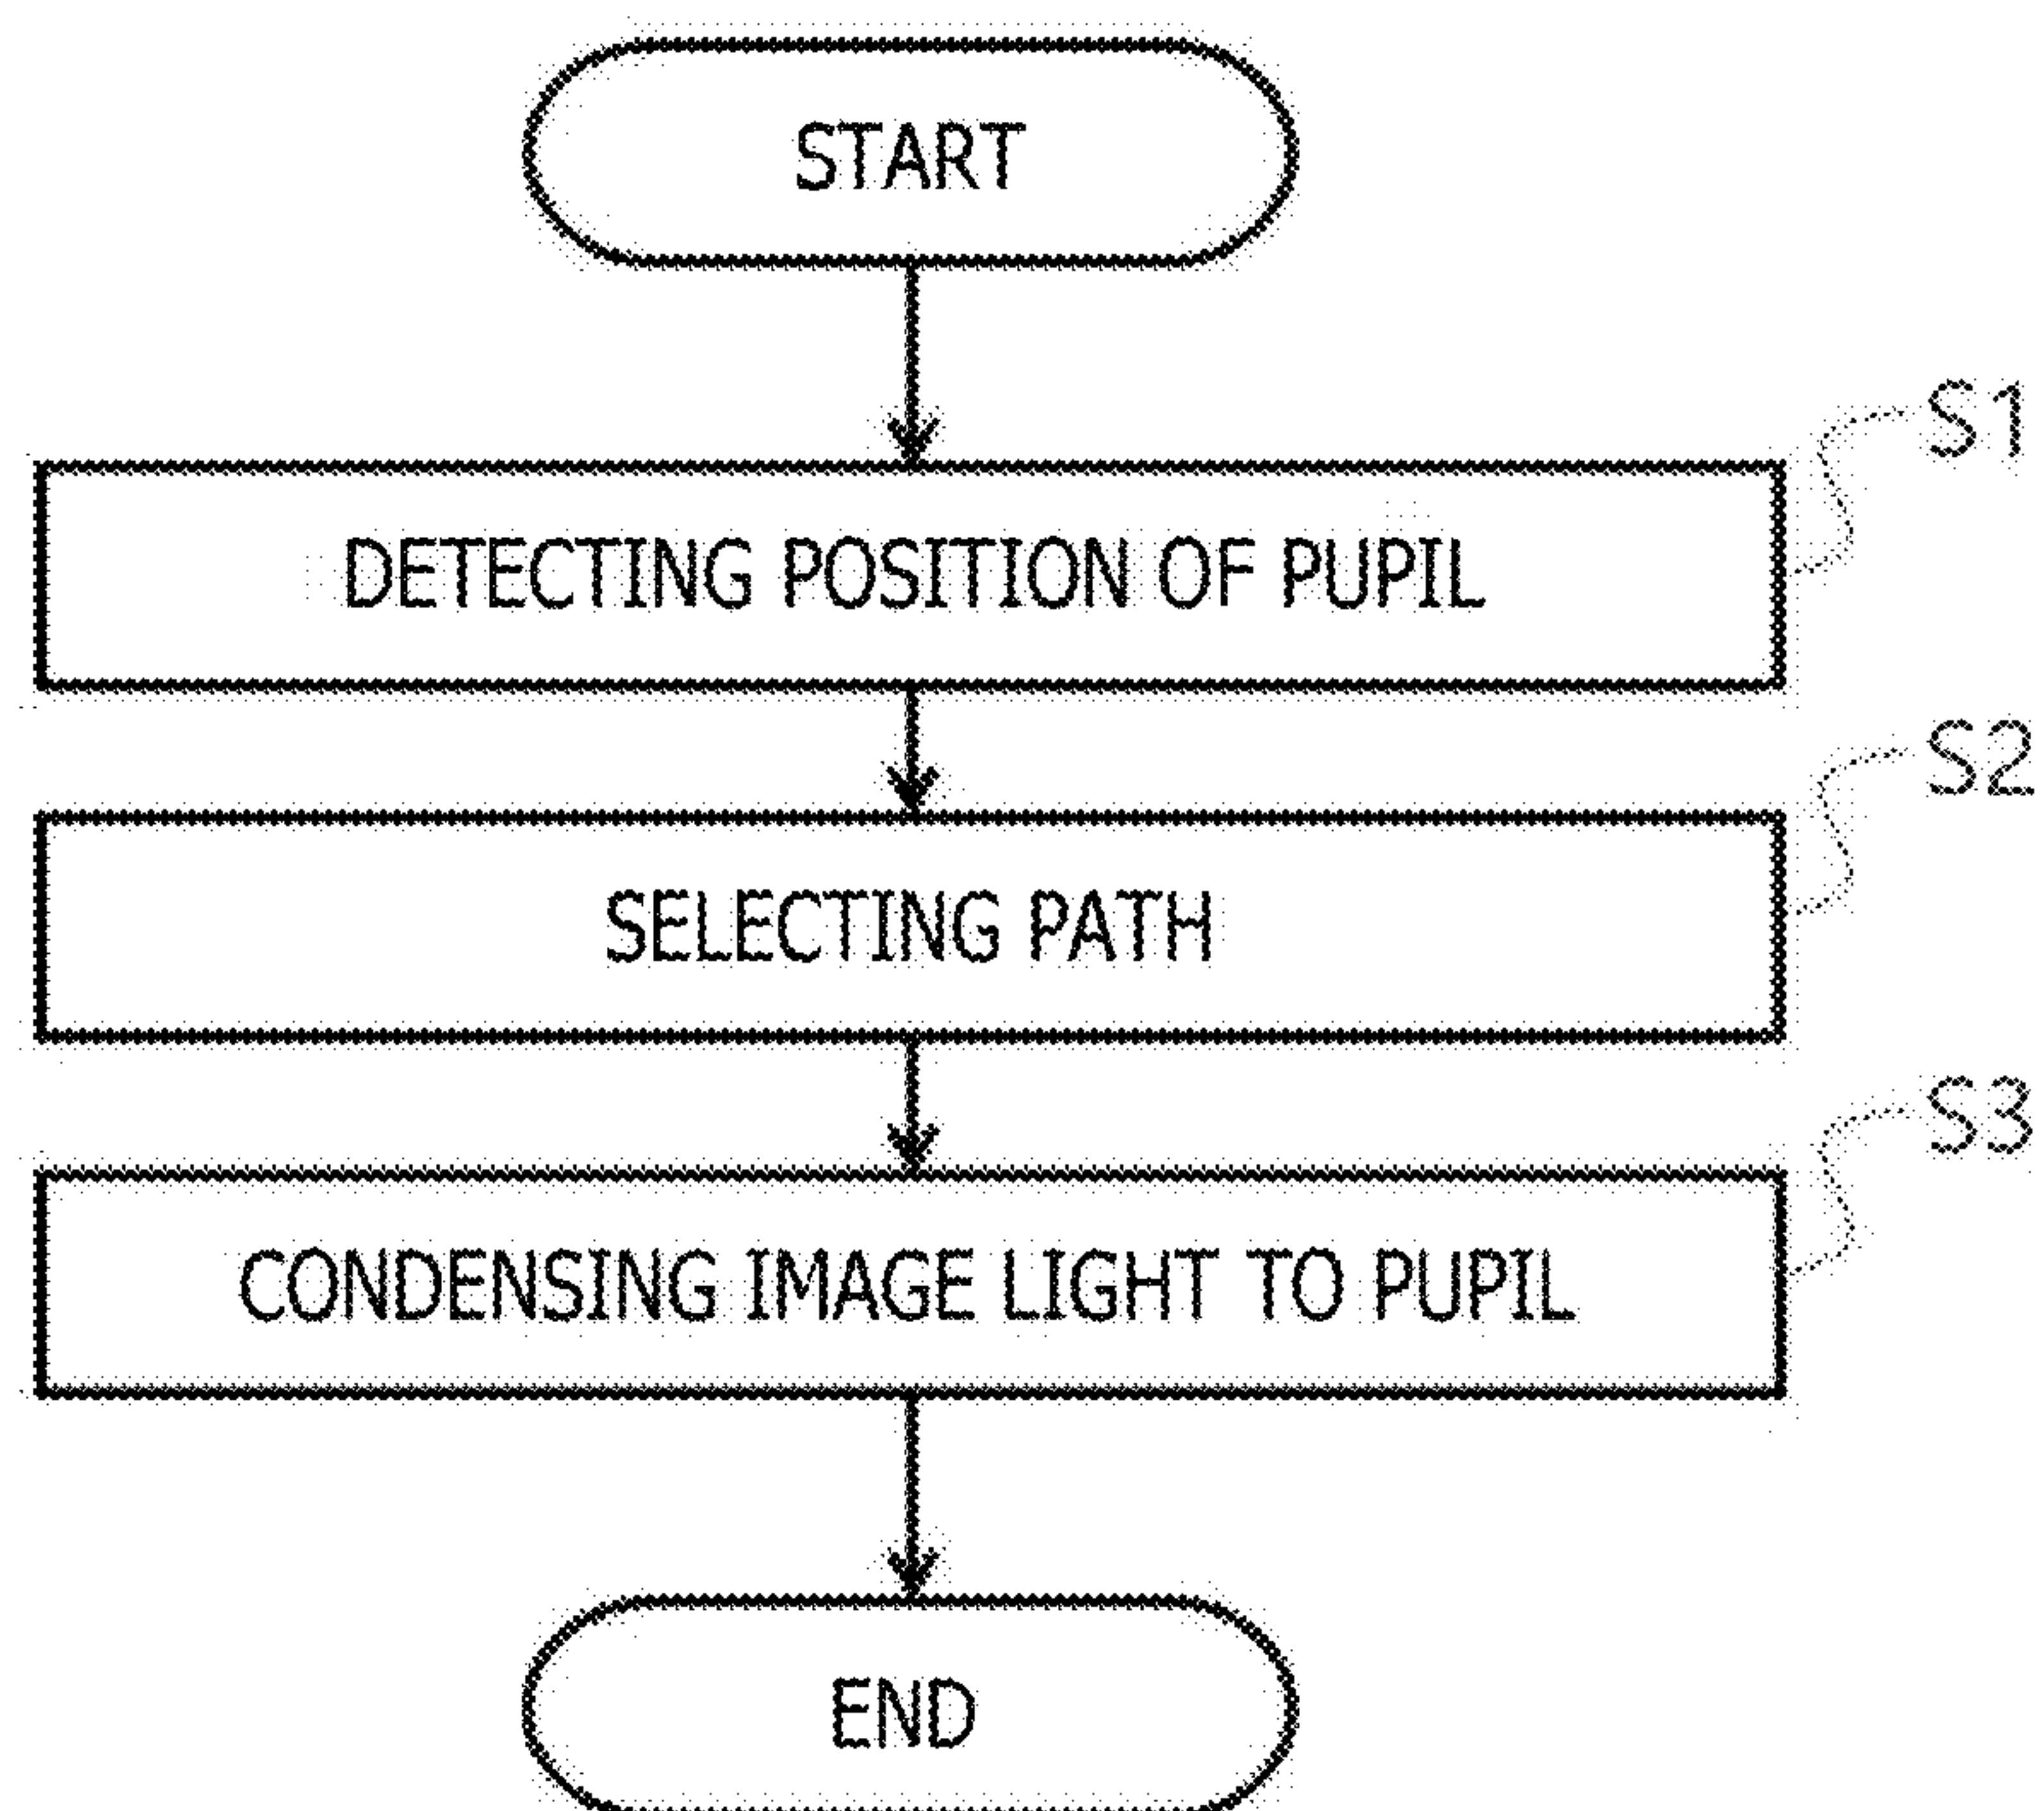 START
S1
DETECTING POSITION OF PUPIL
S2
SELECTING PATH
S3
CONDENSING IMAGE LIGHT TO PUPIL
END